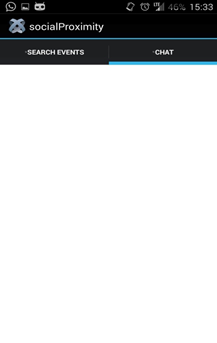 46% 15:33
socialProximity
SEARCH EVENTS CHAT